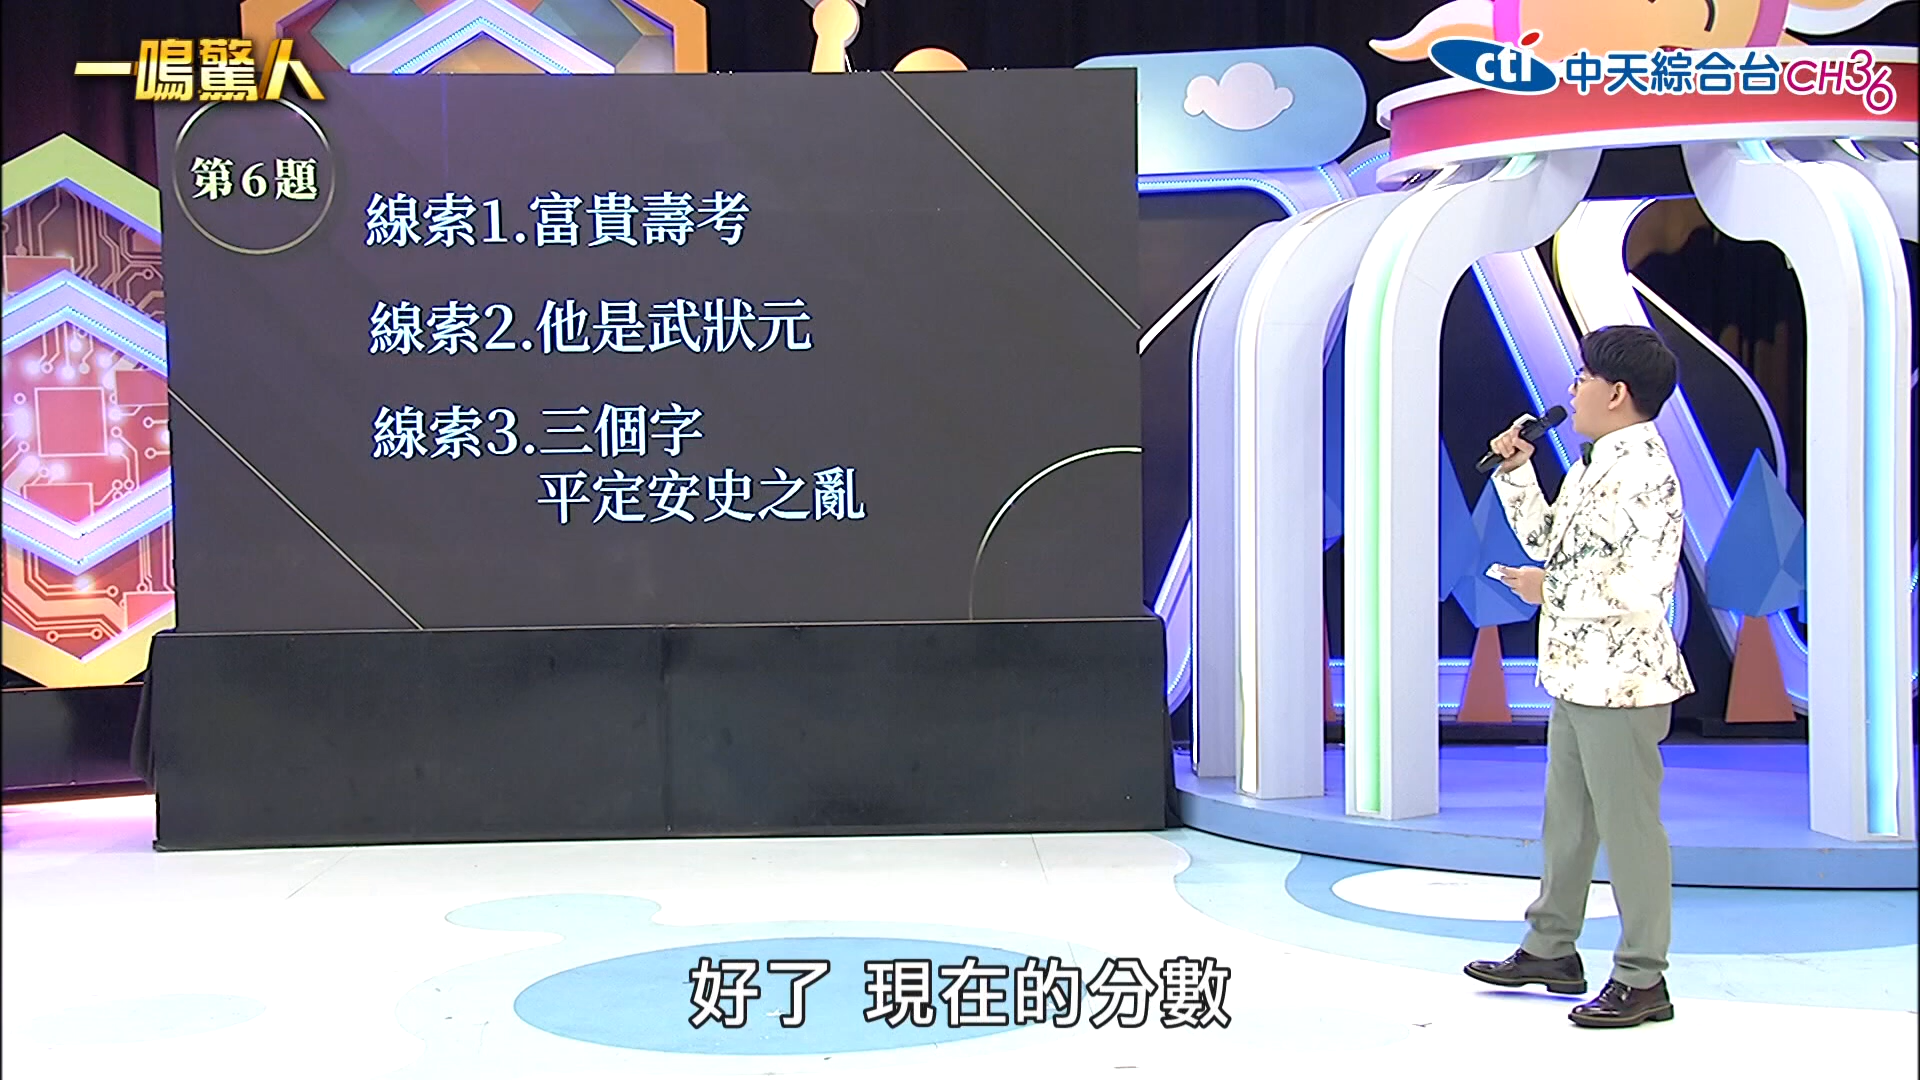 一鳴驚人
cti 中天綜合台 CH36
第6題
線索1.富貴壽考
線索2.他是武狀元
線索3.三個字
平定安史之亂
好了 現在的分數